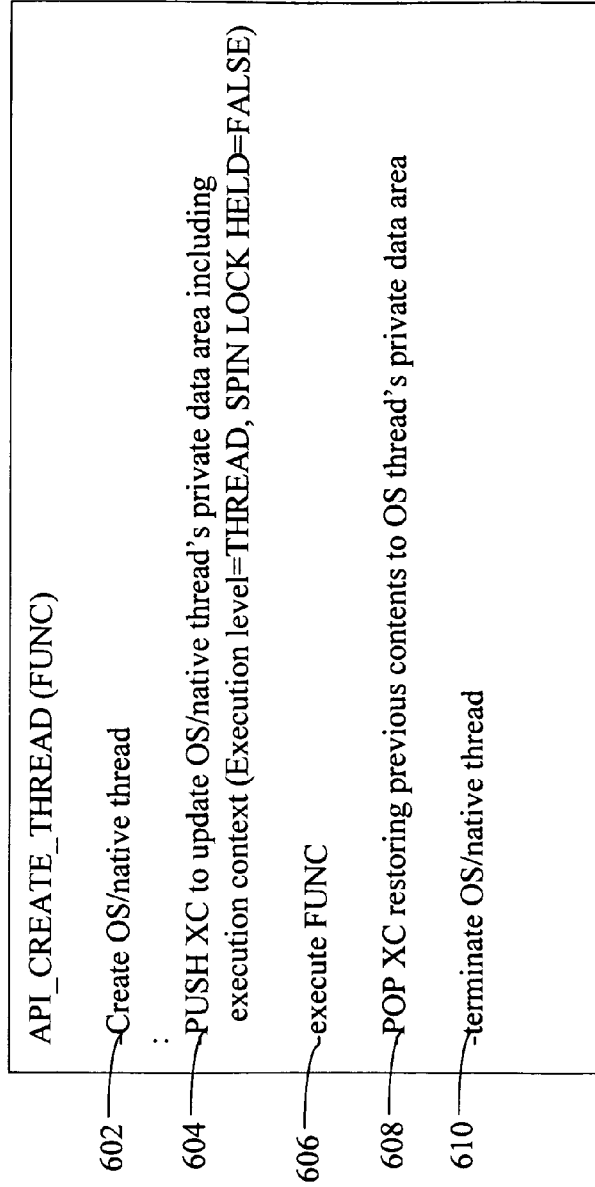 API_CREATE_THREAD (FUNC)
602 -Create OS/native thread
:
604 -PUSH XC to update OS/native thread's private data area including
execution context (Execution level=THREAD, SPIN LOCK HELD=FALSE)
606 -execute FUNC
608 -POP XC restoring previous contents to OS thread's private data area
610 -terminate OS/native thread